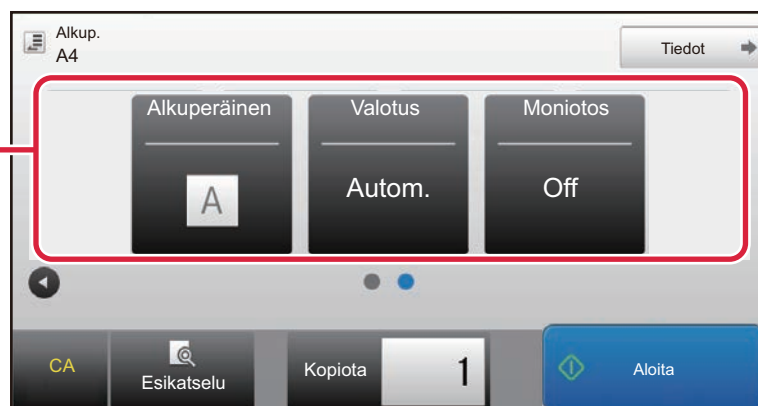 Alkup.
A4
Tiedot
Alkuperäinen
Valotus
Moniotos
A
Autom.
Off
CA
Esikatselu
Kopiota
1
Aloita